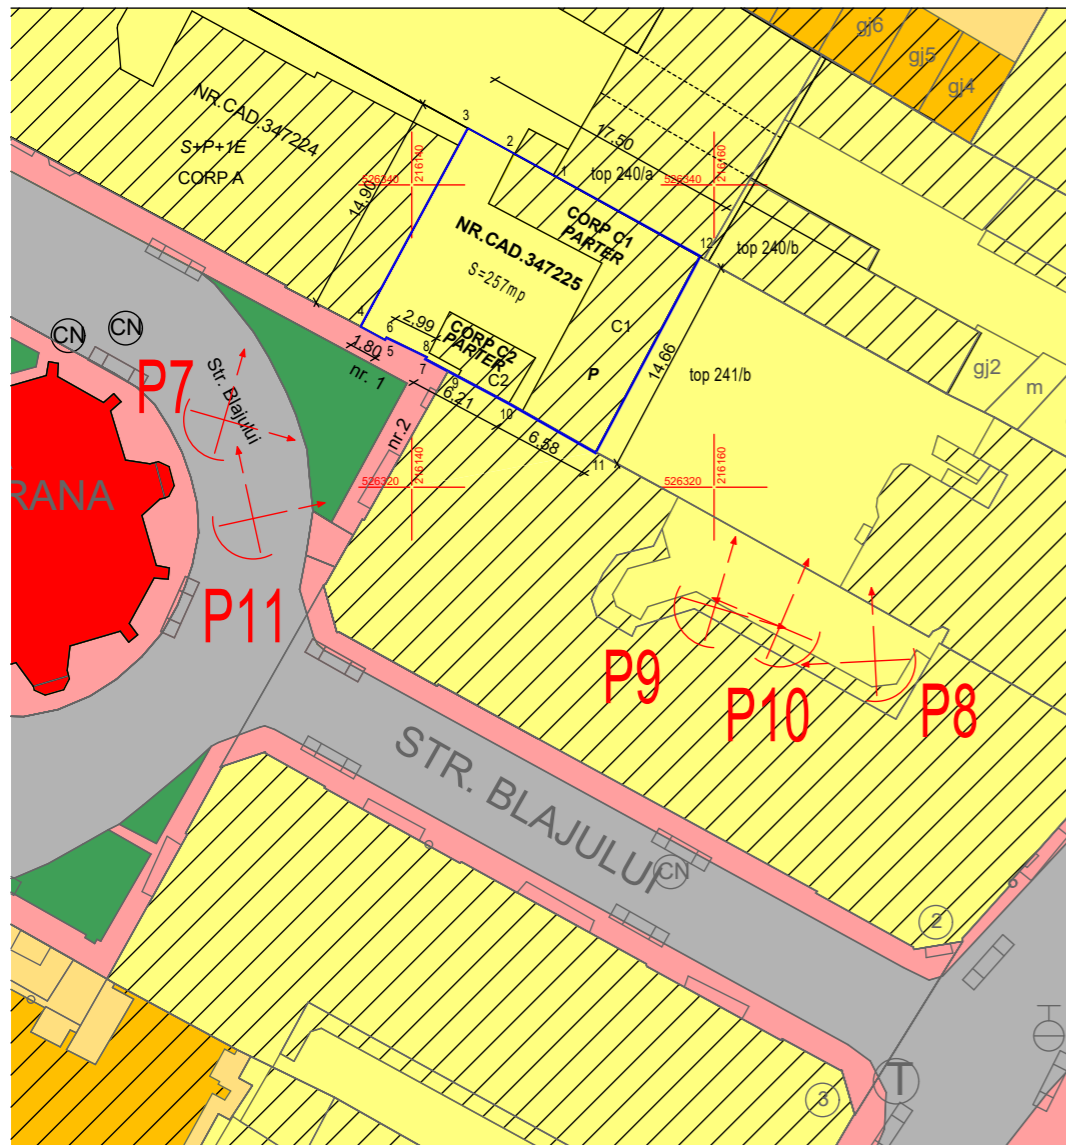 gj6
gj5
gj4
NR.CAD.347224
S+P+1E
CORP A
3
2
1
17.50
14.90
526340
216140
526340
216160
top 240/a
CORP C1
PARTER
12
top 240/b
NR.CAD.347225
S=257mp
4
6
5
2.99
1.80
nr. 1
8
7
9
CORP C2
PARTER
C2
C1
P
14.66
top 241/b
gj2
m
CN
CN
P7
Str. Blajului
nr.2
6.21
10
6.58
11
526320
216140
526320
216160
RANA
P11
P9
P10
P8
STR. BLAJULUI
CN
2
3
T
T